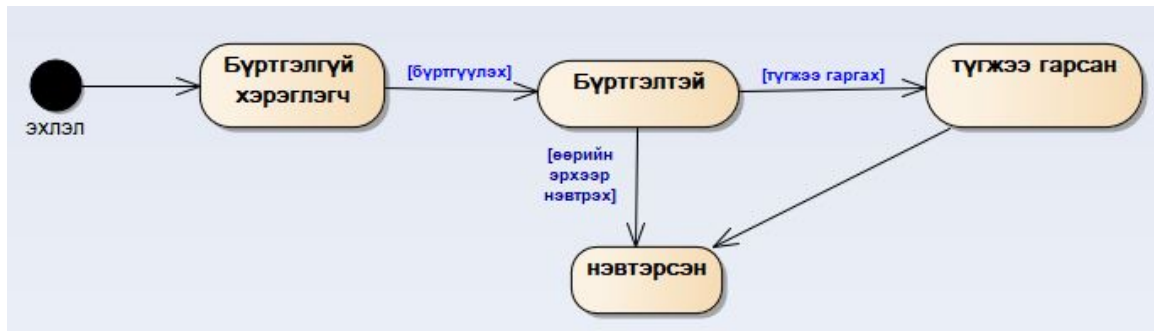 эхлэл
Бүртгэлгүй
хэрэглэгч
[бүртгүүлэх]
Бүртгэлтэй
[түгжээ гаргах]
түгжээ гарсан
[өөрийн
эрхээр
нэвтрэх]
нэвтэрсэн